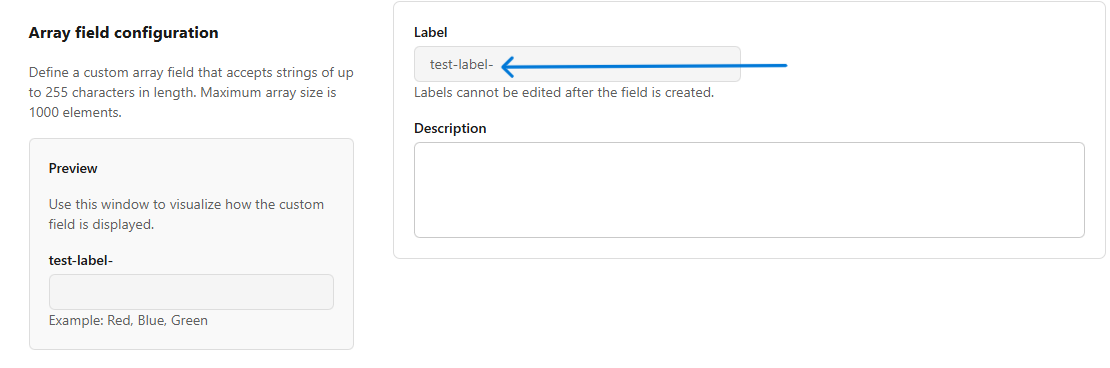 Array field configuration
Define a custom array field that accepts strings of up
to 255 characters in length. Maximum array size is
1000 elements.
Preview
Use this window to visualize how the custom
field is displayed.
test-label-
Example: Red, Blue, Green
Label
test-label-
Labels cannot be edited after the field is created.
Description